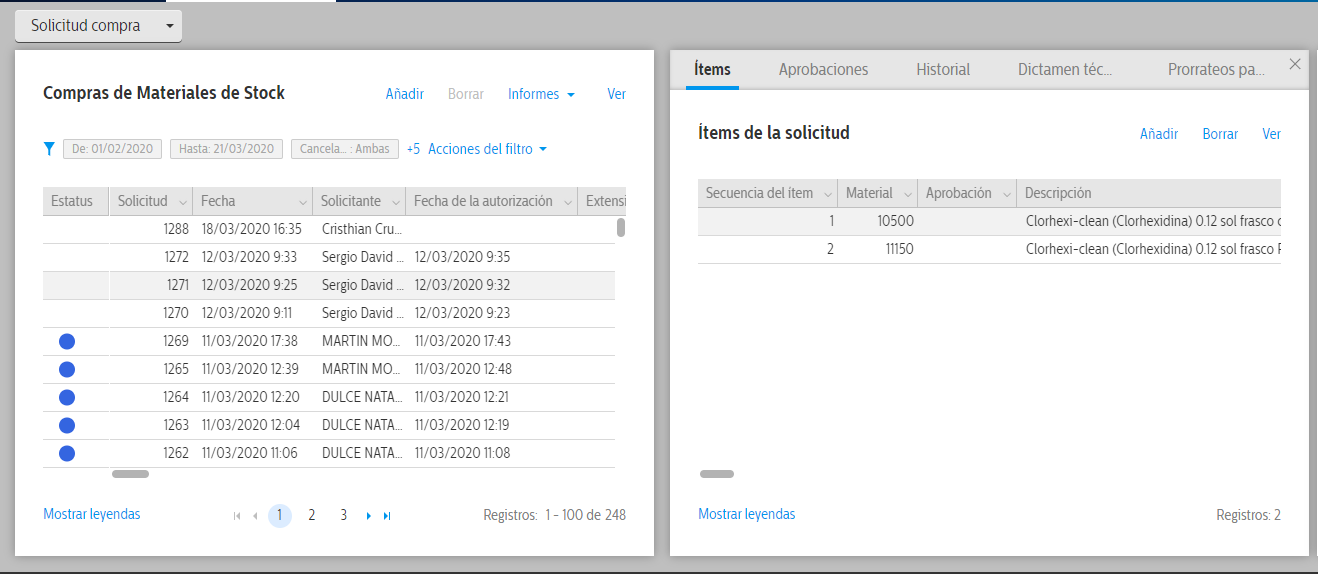 Solicitud compra
Compras de Materiales de Stock
Añadir Borrar Informes Ver
De: 01/02/2020 Hasta: 21/03/2020 Cancela... : Ambas +5 Acciones del filtro
Estatus Solicitud Fecha Solicitante Fecha de la autorización Extensi
1288 18/03/2020 16:35 Cristhian Cru...
1272 12/03/2020 9:33 Sergio David ... 12/03/2020 9:35
1271 12/03/2020 9:25 Sergio David ... 12/03/2020 9:32
1270 12/03/2020 9:11 Sergio David ... 12/03/2020 9:23
1269 11/03/2020 17:38 MARTIN MO... 11/03/2020 17:43
1265 11/03/2020 12:39 MARTIN MO... 11/03/2020 12:48
1264 11/03/2020 12:20 DULCE NATA... 11/03/2020 12:21
1263 11/03/2020 12:04 DULCE NATA... 11/03/2020 12:19
1262 11/03/2020 11:06 DULCE NATA... 11/03/2020 11:08
Mostrar leyendas 1 2 3 Registros: 1 - 100 de 248
Ítems Aprobaciones Historial Dictamen téc... Prorrateos pa...
Ítems de la solicitud
Añadir Borrar Ver
Secuencia del ítem Material Aprobación Descripción
1 10500 Clorhexi-clean (Clorhexidina) 0.12 sol frasco
2 11150 Clorhexi-clean (Clorhexidina) 0.12 sol frasco
Mostrar leyendas Registros: 2